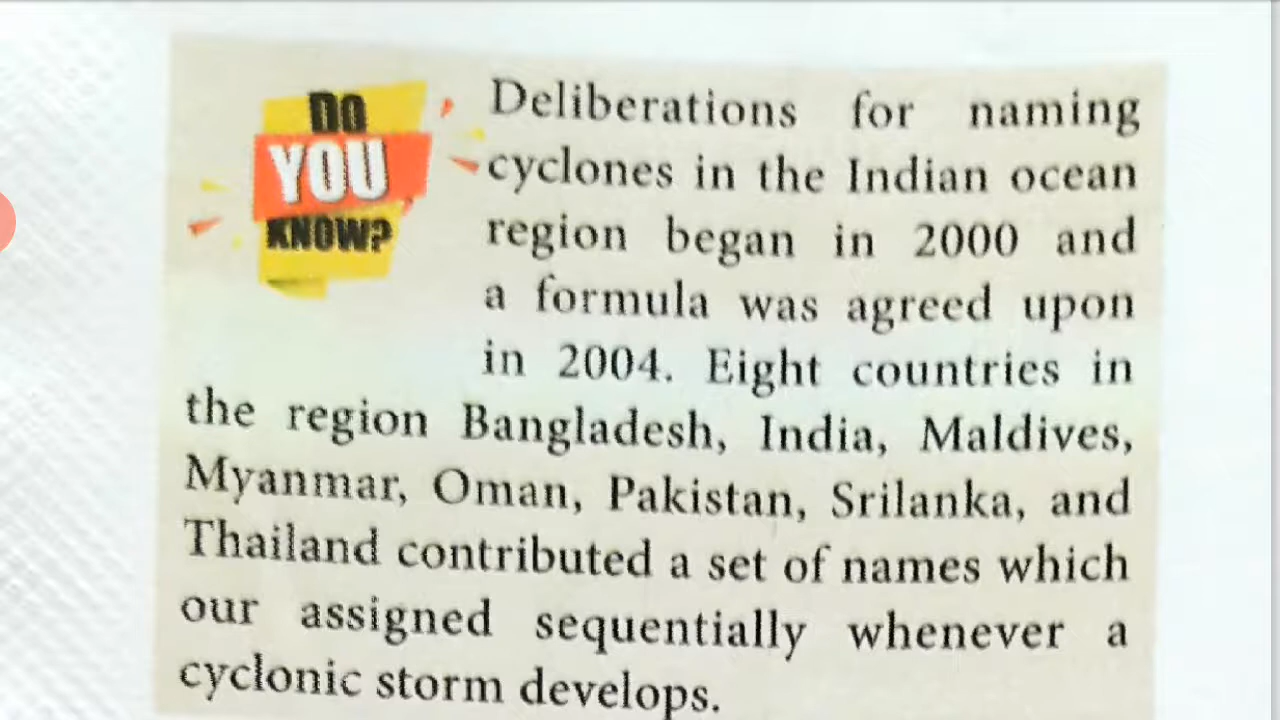 DO
YOU
KNOW?
Deliberations for naming
cyclones in the Indian ocean
region began in 2000 and
a formula was agreed upon
in 2004. Eight countries in
the region Bangladesh, India, Maldives,
Myanmar, Oman, Pakistan, Srilanka, and
Thailand contributed a set of names which
our assigned sequentially whenever a
cyclonic storm develops.